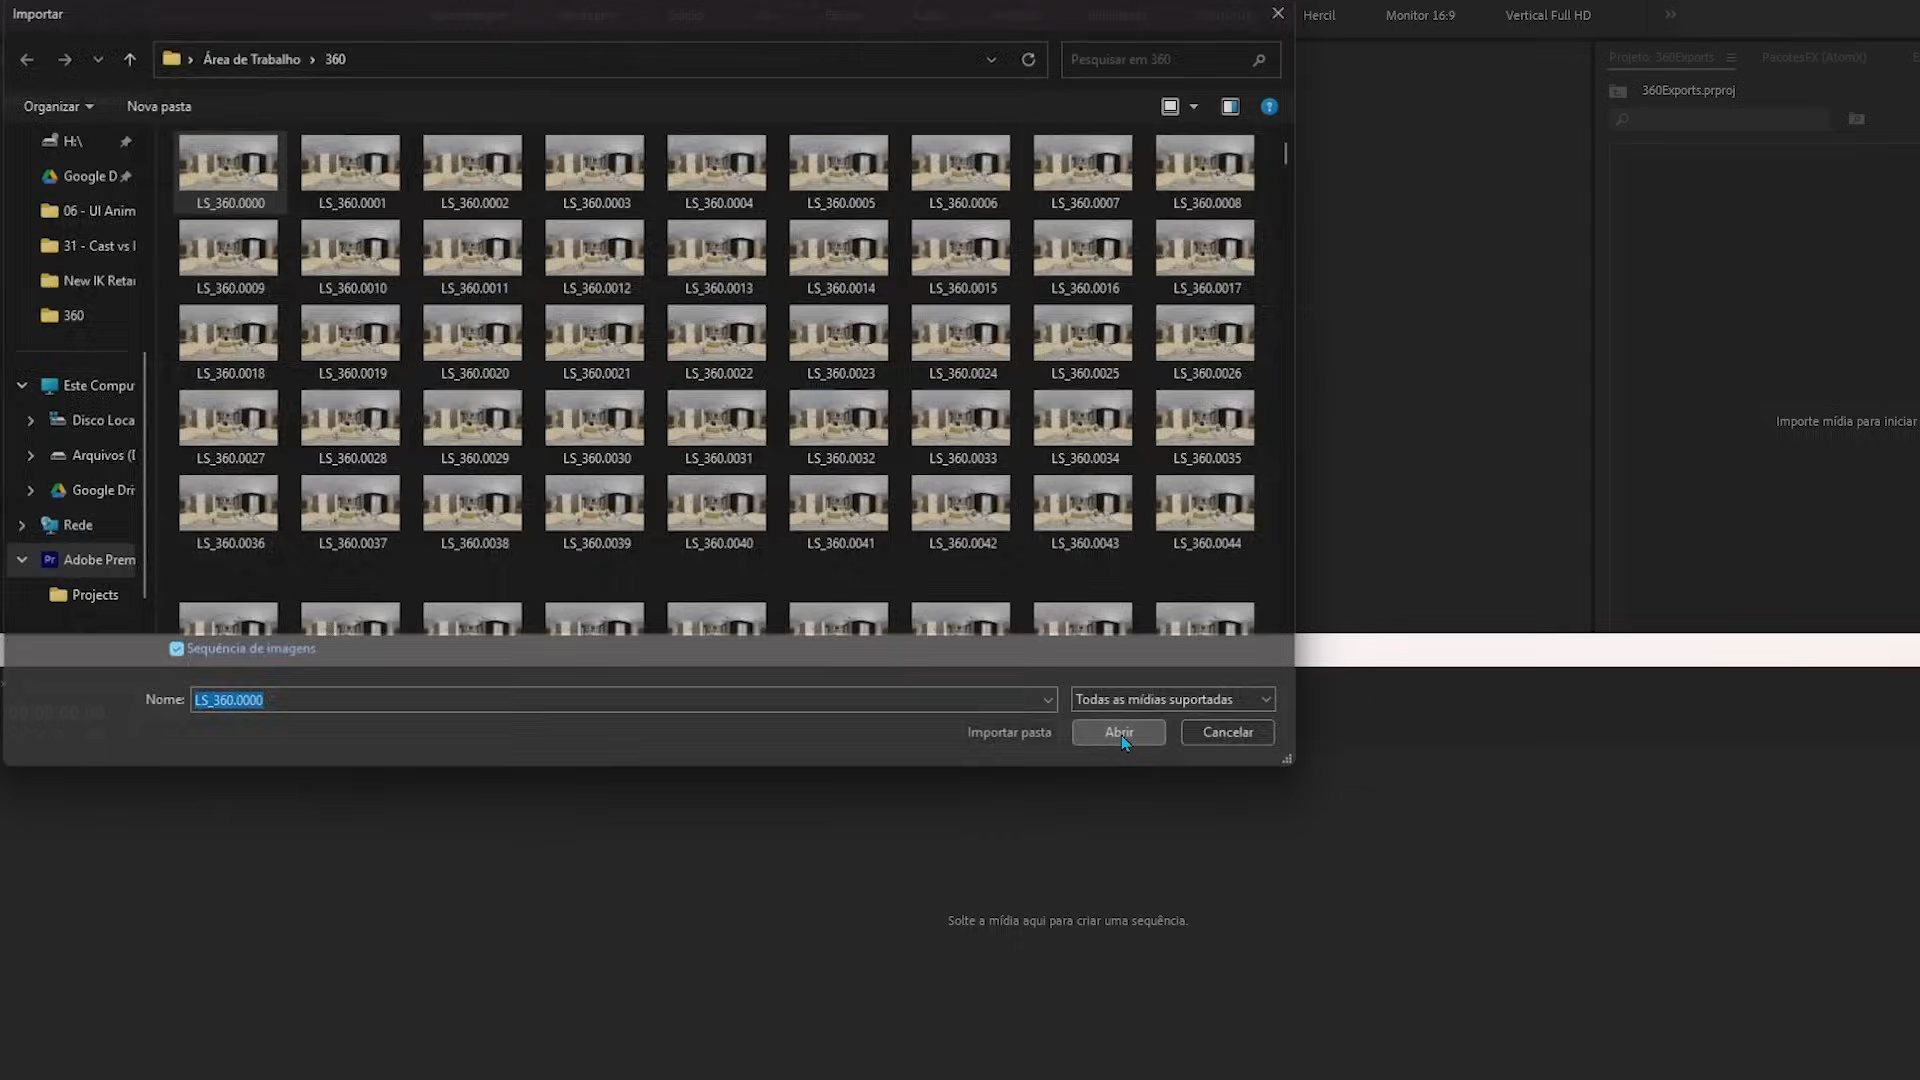 Importar
Hercil
Monitor 16:9
Vertical Full HD
Área de Trabalho
360
Pesquisar em 360
Projeto: 360Exports
PacotesFX (AtomX)
360Exports.prproj
Organizar
Nova pasta
H:\
Google D
06 - UI Anim
31 - Cast vs
New IK Reta
360
Este Compu
Disco Loca
Arquivos (
Google Dri
Rede
Adobe Prem
Pr
Projects
LS_360.0000
LS_360.0001
LS_360.0002
LS_360.0003
LS_360.0004
LS_360.0005
LS_360.0006
LS_360.0007
LS_360.0008
LS_360.0009
LS_360.0010
LS_360.0011
LS_360.0012
LS_360.0013
LS_360.0014
LS_360.0015
LS_360.0016
LS_360.0017
LS_360.0018
LS_360.0019
LS_360.0020
LS_360.0021
LS_360.0022
LS_360.0023
LS_360.0024
LS_360.0025
LS_360.0026
LS_360.0027
LS_360.0028
LS_360.0029
LS_360.0030
LS_360.0031
LS_360.0032
LS_360.0033
LS_360.0034
LS_360.0035
LS_360.0036
LS_360.0037
LS_360.0038
LS_360.0039
LS_360.0040
LS_360.0041
LS_360.0042
LS_360.0043
LS_360.0044
Importe mídia para iniciar
Sequência de imagens
Nome:
LS_360.0000
Todas as mídias suportadas
Importar pasta
Abrir
Cancelar
Solte a mídia aqui para criar uma sequência.